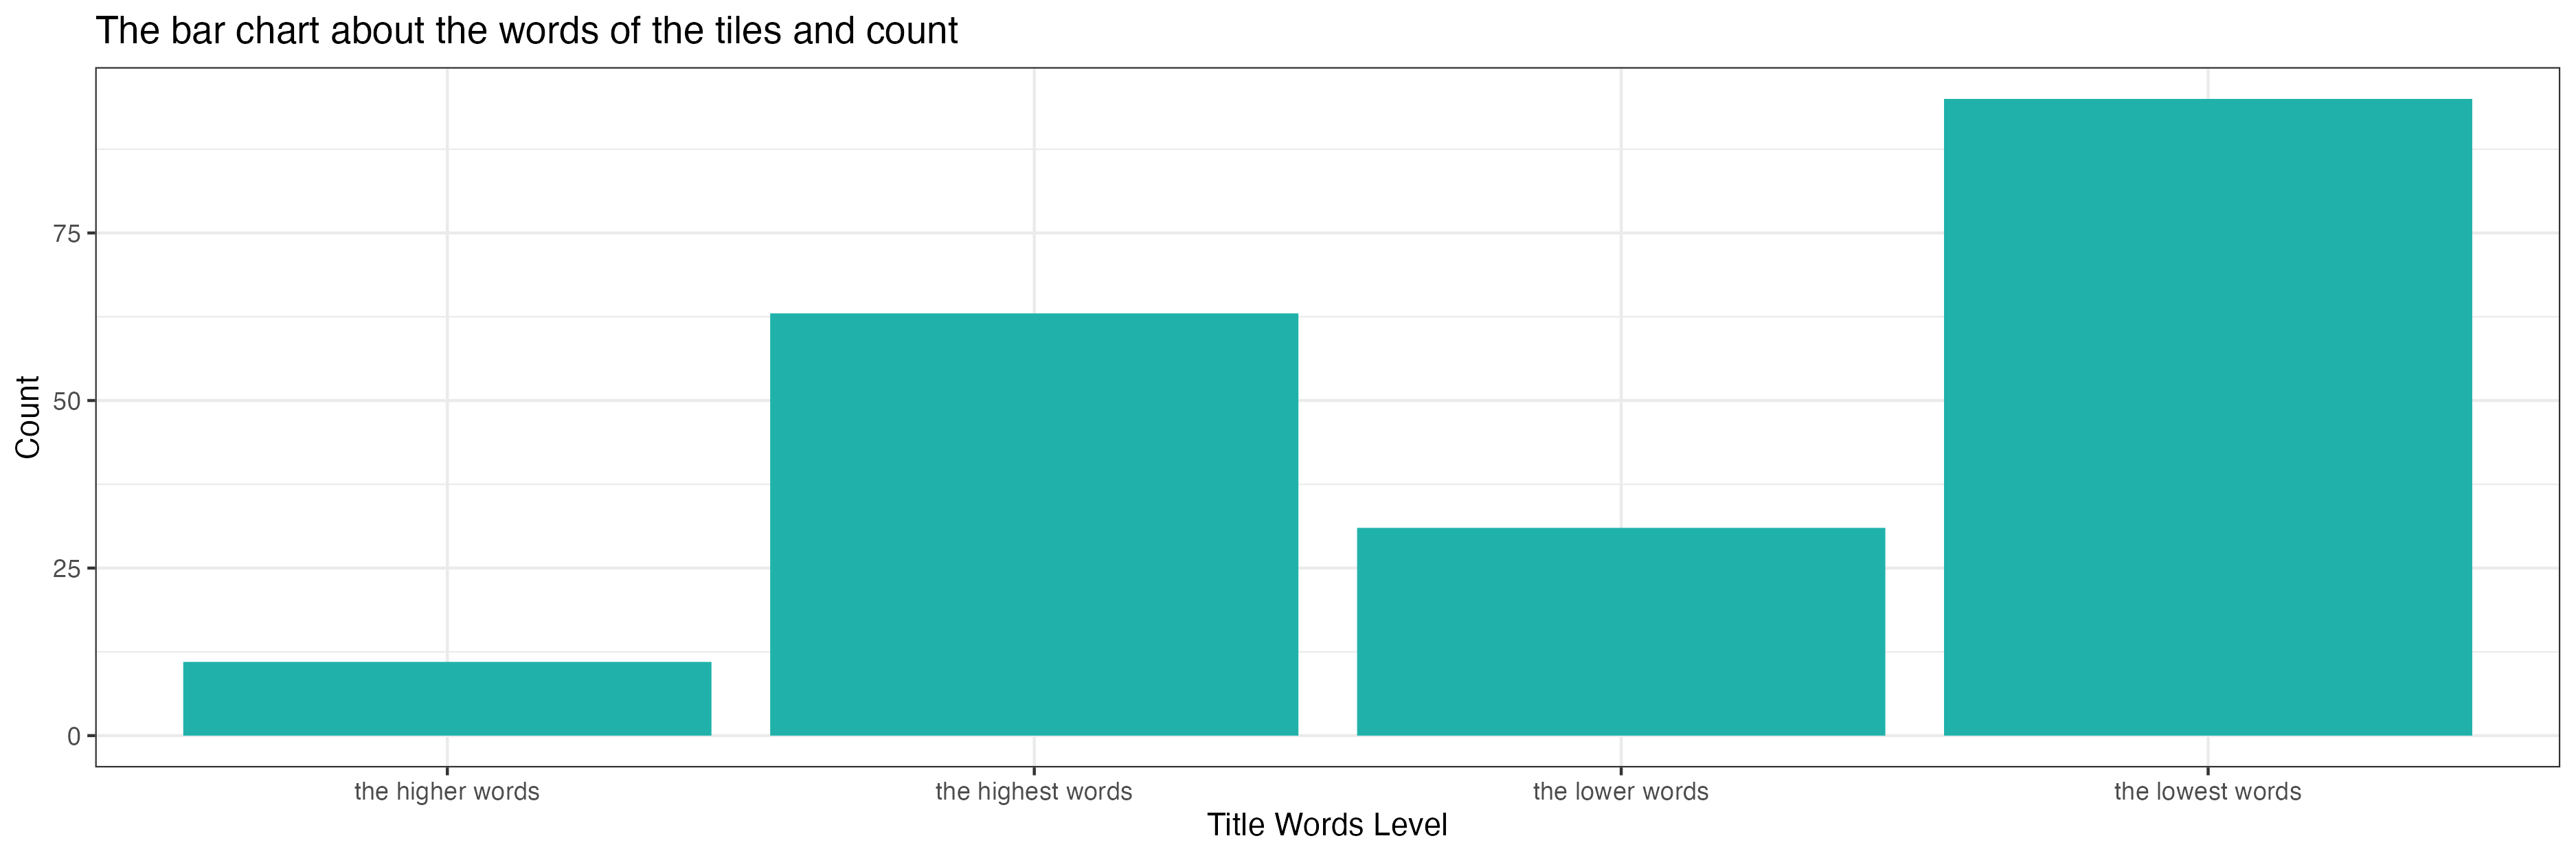 The bar chart about the words of the tiles and count
Count
75
50
25
0
the higher words
the highest words
the lower words
the lowest words
Title Words Level